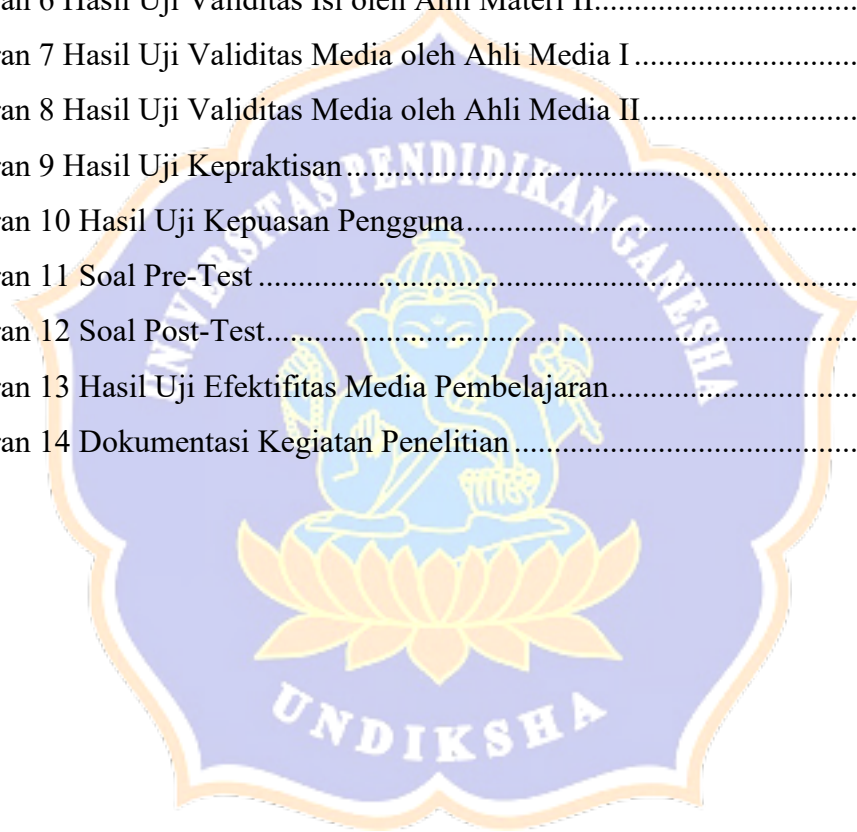 ran 6 Hasil Uji Validitas Isi oleh Ahli Materi II........................................
ran 7 Hasil Uji Validitas Media oleh Ahli Media I..............................
ran 8 Hasil Uji Validitas Media oleh Ahli Media II.............................
ran 9 Hasil Uji Kepraktisan....................................................................
ran 10 Hasil Uji Kepuasan Pengguna....................................................
ran 11 Soal Pre-Test................................................................................
ran 12 Soal Post-Test..............................................................................
ran 13 Hasil Uji Efektifitas Media Pembelajaran.................................
ran 14 Dokumentasi Kegiatan Penelitian..............................................
UNIVERSITAS PENDIDIKAN GANESHA
UNDIKSHA